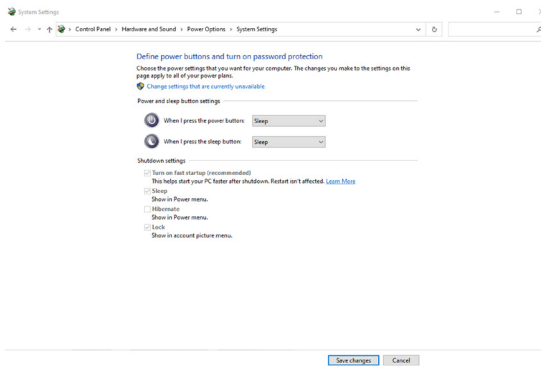 System Settings
Control Panel > Hardware and Sound > Power Options > System Settings
Define power buttons and turn on password protection
Choose the power settings that you want for your computer. The changes you make to the settings on this
page apply to all of your power plans.
Change settings that are currently unavailable
Power and sleep button settings
When I press the power button: Sleep
When I press the sleep button: Sleep
Shutdown settings
Turn on fast startup (recommended)
This helps start your PC faster after shutdown. Restart isn't affected. Learn More
Sleep
Show in Power menu.
Hibernate
Show in Power menu.
Lock
Show in account picture menu.
Save changes Cancel